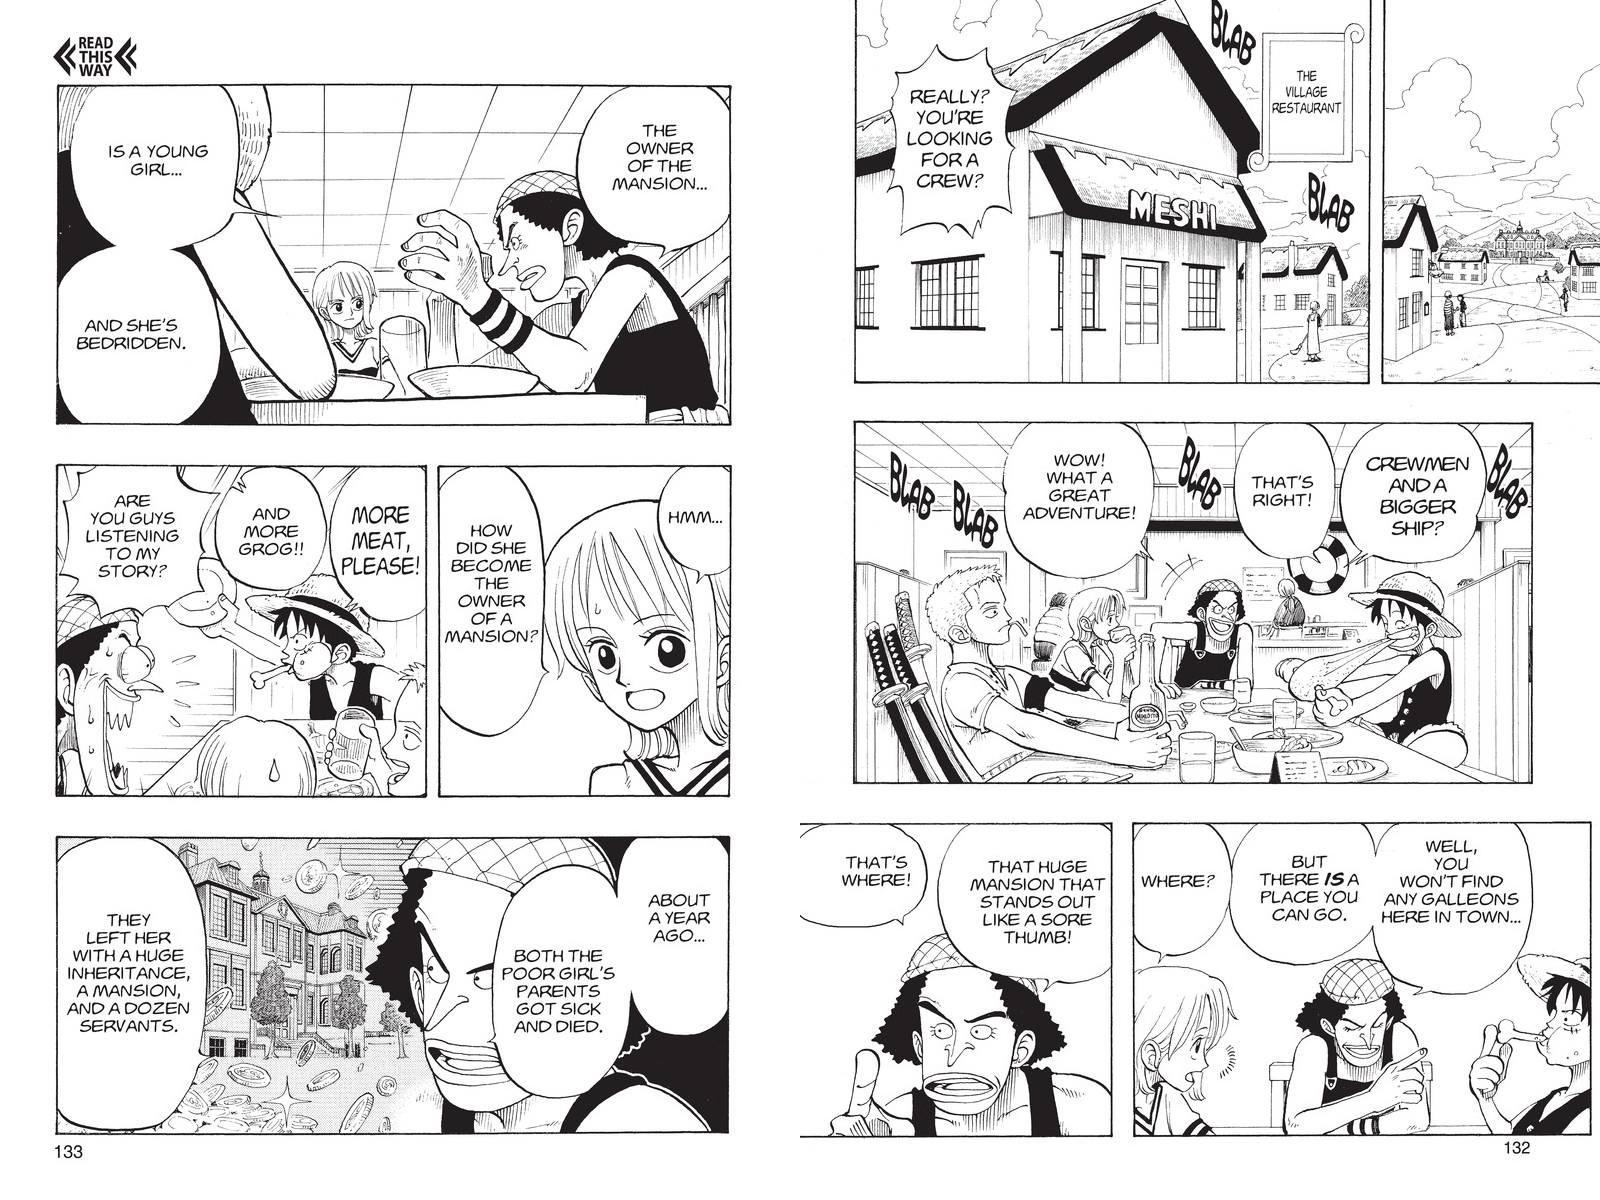 BLAB
THE
VILLAGE
RESTAURANT
BLAB
REALLY?
YOU'RE
LOOKING
FOR A
CREW?
MESHI
CREWMEN
AND A
BIGGER
SHIP?
BLAB
THAT'S
RIGHT!
BLAB
WOW!
WHAT A
GREAT
ADVENTURE!
BLAB
BLAB
WELL,
YOU
WON'T FIND
ANY GALLEONS
HERE IN TOWN...
BUT
THERE IS A
PLACE YOU
CAN GO.
WHERE?
THAT HUGE
MANSION THAT
STANDS OUT
LIKE A SORE
THUMB!
THAT'S
WHERE!
132
READ
THIS
WAY
THE
OWNER
OF THE
MANSION...
IS A YOUNG
GIRL...
AND SHE'S
BEDRIDDEN.
HMM...
HOW
DID SHE
BECOME
THE
OWNER
OF A
MANSION?
MORE
MEAT,
PLEASE!
AND
MORE
GROG!!
ARE
YOU GUYS
LISTENING
TO MY
STORY?
ABOUT
A YEAR
AGO...
BOTH THE
POOR GIRL'S
PARENTS
GOT SICK
AND DIED.
THEY
LEFT HER
WITH A HUGE
INHERITANCE,
A MANSION,
AND A DOZEN
SERVANTS.
133